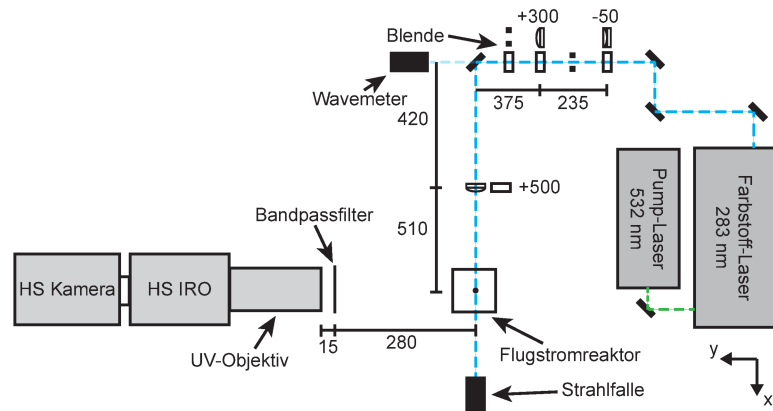 +300
-50
Blende
Wavemeter
375
235
420
+500
510
Bandpassfilter
Pump-Laser
532 nm
Farbstoff-Laser
283 nm
HS Kamera
HS IRO
UV-Objektiv
15
280
Flugstromreaktor
Strahlfalle
y
x